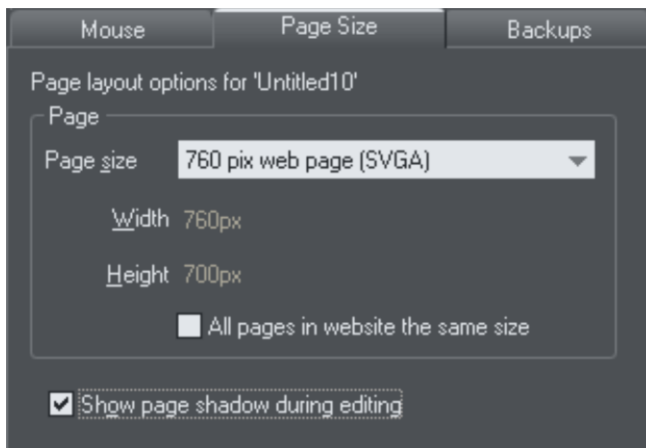 Mouse Page Size Backups
Page layout options for 'Untitled10'
Page
Page size 760 pix web page (SVGA)
Width 760px
Height 700px
All pages in website the same size
Show page shadow during editing